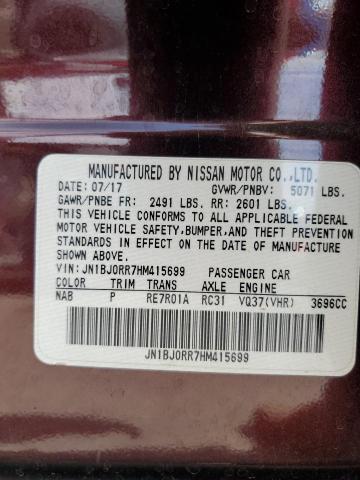 MANUFACTURED BY NISSAN MOTOR CO.,LTD.
DATE: 07/17 GVWR/PNBV: 5071 LBS.
GAWR/PNBE FR: 2491 LBS. RR: 2601 LBS.
THIS VEHICLE CONFORMS TO ALL APPLICABLE FEDERAL
MOTOR VEHICLE SAFETY,BUMPER,AND THEFT PREVENTION
STANDARDS IN EFFECT ON THE DATE OF MANUFACTURE
SHOWN ABOVE.
VIN: JN1BJ0RR7HM415699 PASSENGER CAR
COLOR TRIM TRANS AXLE ENGINE
NAB P RE7R01A RC31 VQ37(VHR) 3696CC
JN1BJ0RR7HM415699